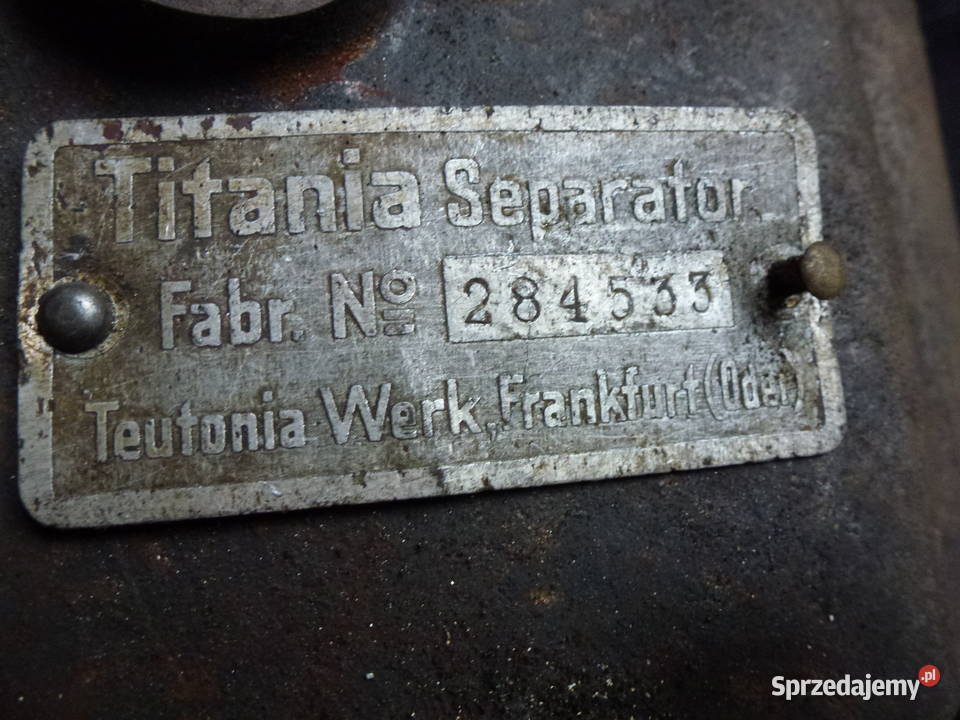 Titania Separator.
Fabr. Nº 284533
Teutonia-Werk, Frankfurt (Oder)
Sprzedajemy.pl